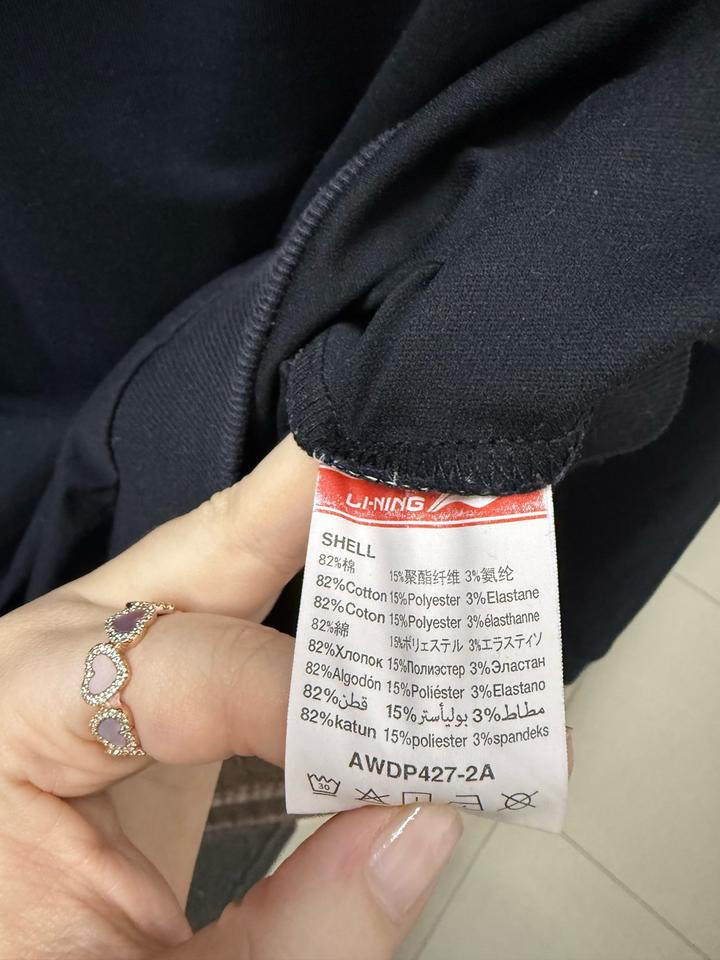 LI-NING
SHELL
82%棉 15%聚酯纤维 3%氨纶
82%Cotton 15%Polyester 3%Elastane
82%Coton 15%Polyester 3%élasthanne
82%綿 15%ポリエステル 3%エラスティソ
82%Хлопок 15%Полиэстер 3%Эластан
82%Algodón 15%Poliéster 3%Elastano
82%قطن 15%بوليأستر 3%مطاط
82%katun 15%poliester 3%spandeks
AWDP427-2A
30